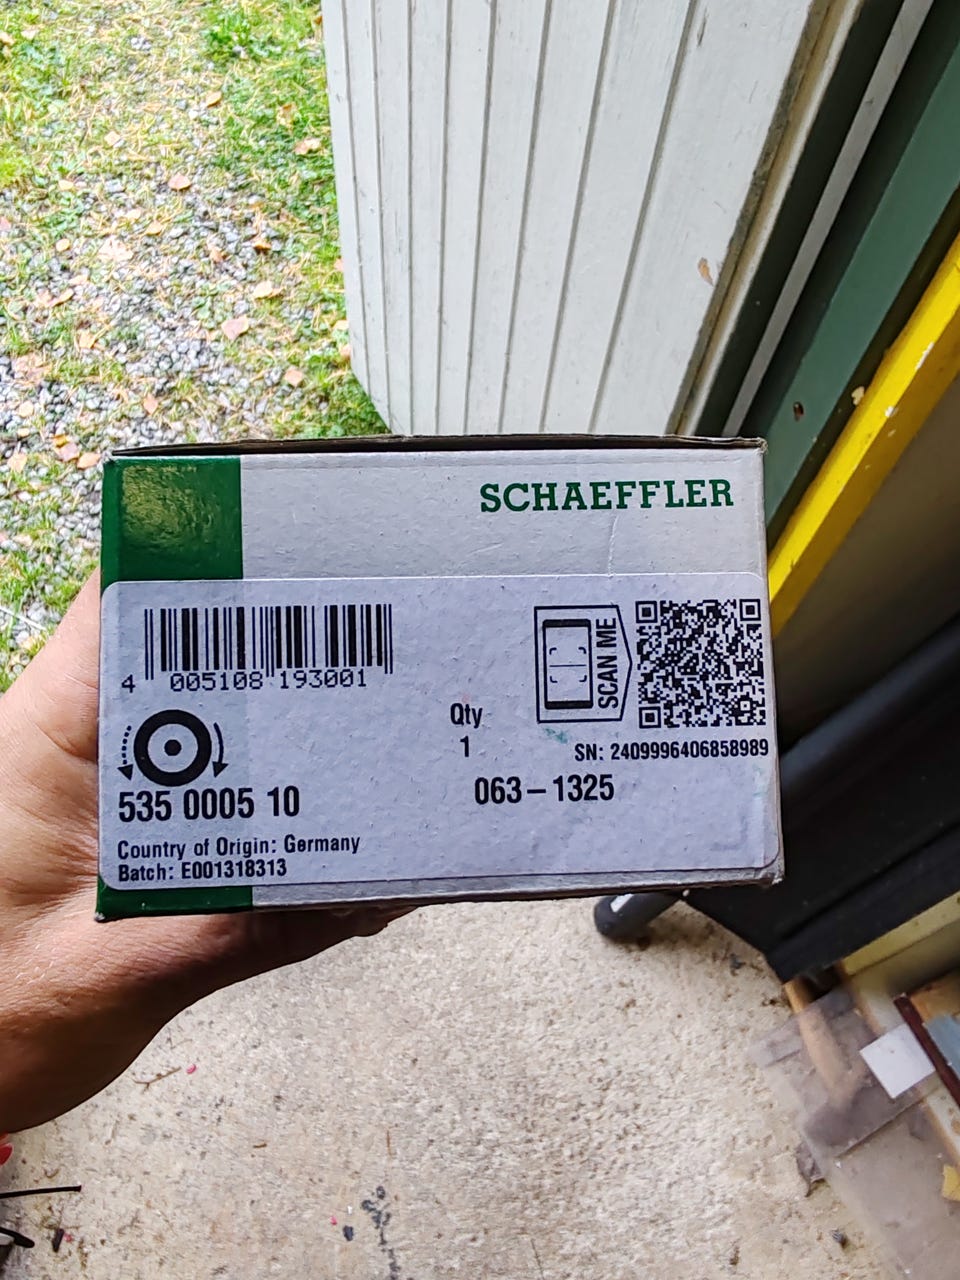 SCHAEFFLER
4 005108 193001
SCAN ME
Qty
1
SN: 2409996406858989
535 0005 10
063-1325
Country of Origin: Germany
Batch: E001318313